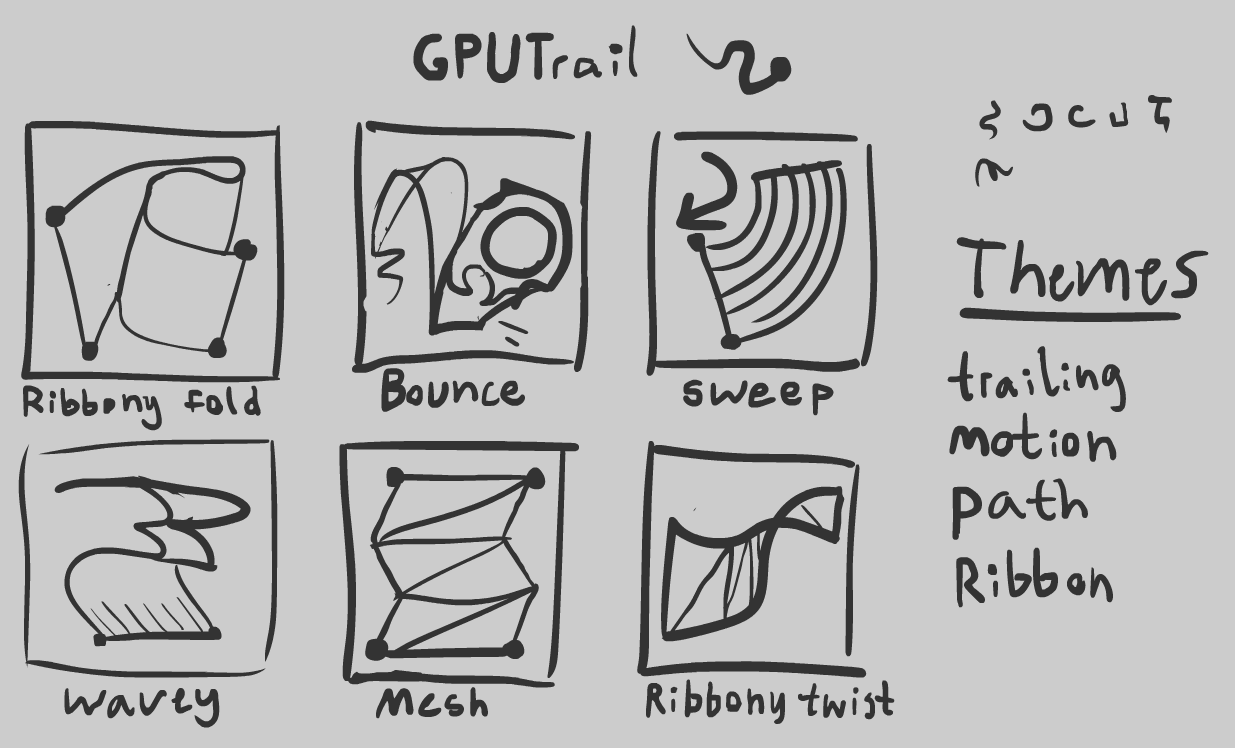 GPUTrail
Ribbony fold
Bounce
sweep
wavey
Mesh
Ribbony twist
Themes
trailing
motion
path
Ribbon